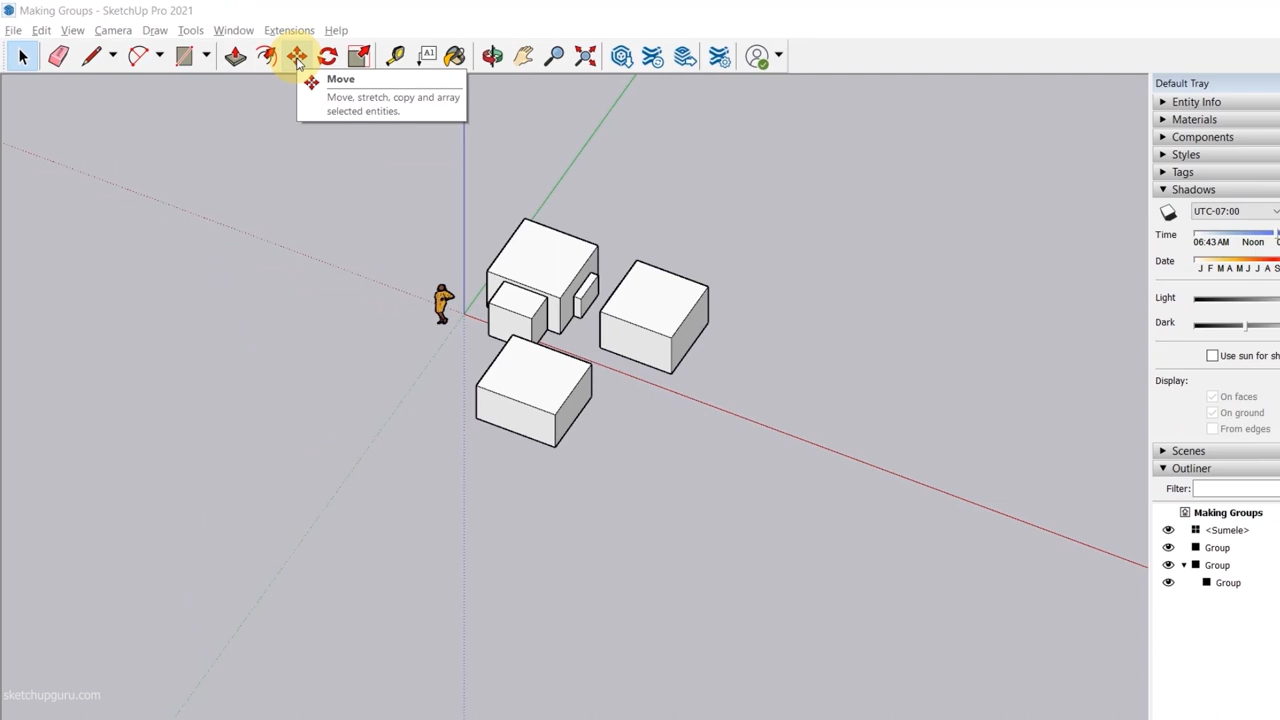 Making Groups - SketchUp Pro 2021
File Edit View Camera Draw Tools Window Extensions Help
A1
Move
Move, stretch, copy and array
selected entities.
Default Tray
Entity Info
Materials
Components
Styles
Tags
Shadows
UTC-07:00
Time
06:43 AM Noon
Date
J F M A M J J A S
Light
Dark
Use sun for sh
Display:
On faces
On ground
From edges
Scenes
Outliner
Filter:
Making Groups
<Sumele>
Group
Group
Group
sketchupguru.com